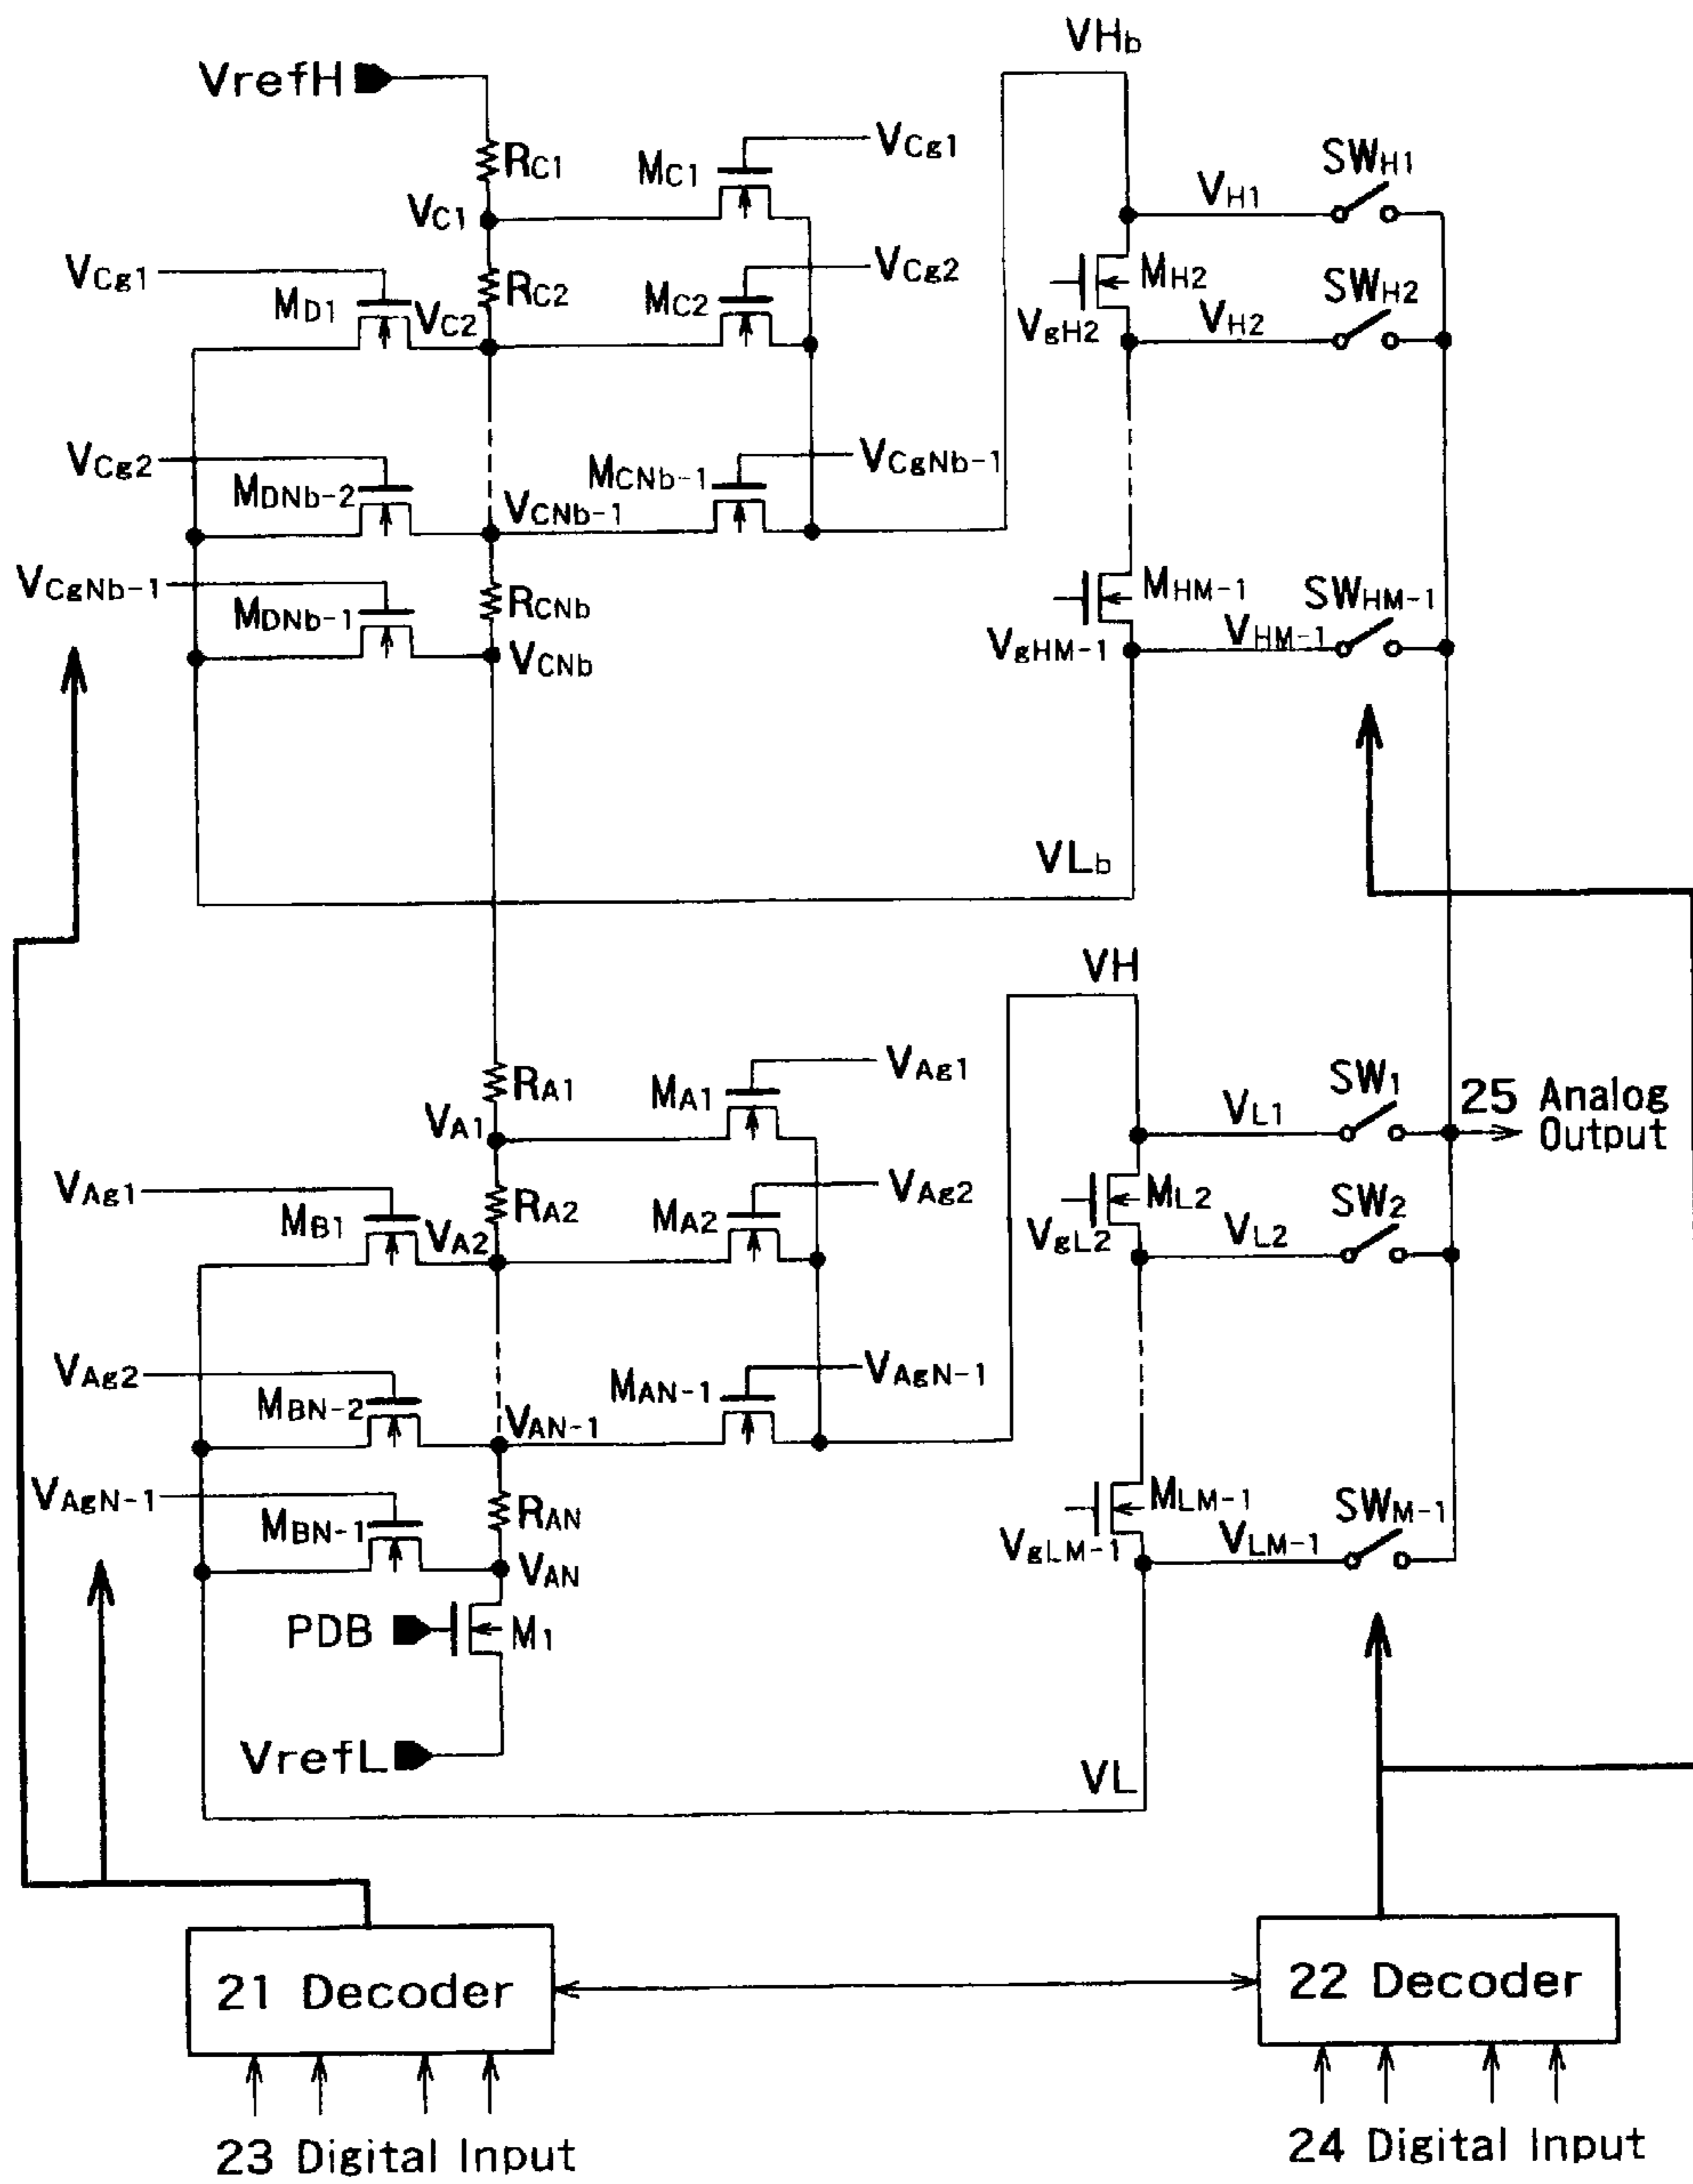 VHb
VrefH
RC1
MC1
VCg1
SWH1
VH1
VC1
VCg1
MD1
VC2
RC2
MC2
VCg2
MH2
VgH2
SWH2
VH2
VCg2
MDNb-2
VCNb-1
MCNb-1
VCgNb-1
VCgNb-1
MDNb-1
RCNb
VCNb
MHM-1
VgHM-1
SWHM-1
VHM-1
VLb
VH
RA1
MA1
VAg1
VA1
VL1
SW1
25 Analog
Output
VAg1
MB1
VA2
RA2
MA2
VAg2
ML2
VgL2
VL2
SW2
VAg2
MBN-2
VAN-1
MAN-1
VAgN-1
VAgN-1
MBN-1
RAN
VAN
MLM-1
VgLM-1
VLM-1
SWM-1
PDB
M1
VrefL
VL
21 Decoder
22 Decoder
23 Digital Input
24 Digital Input